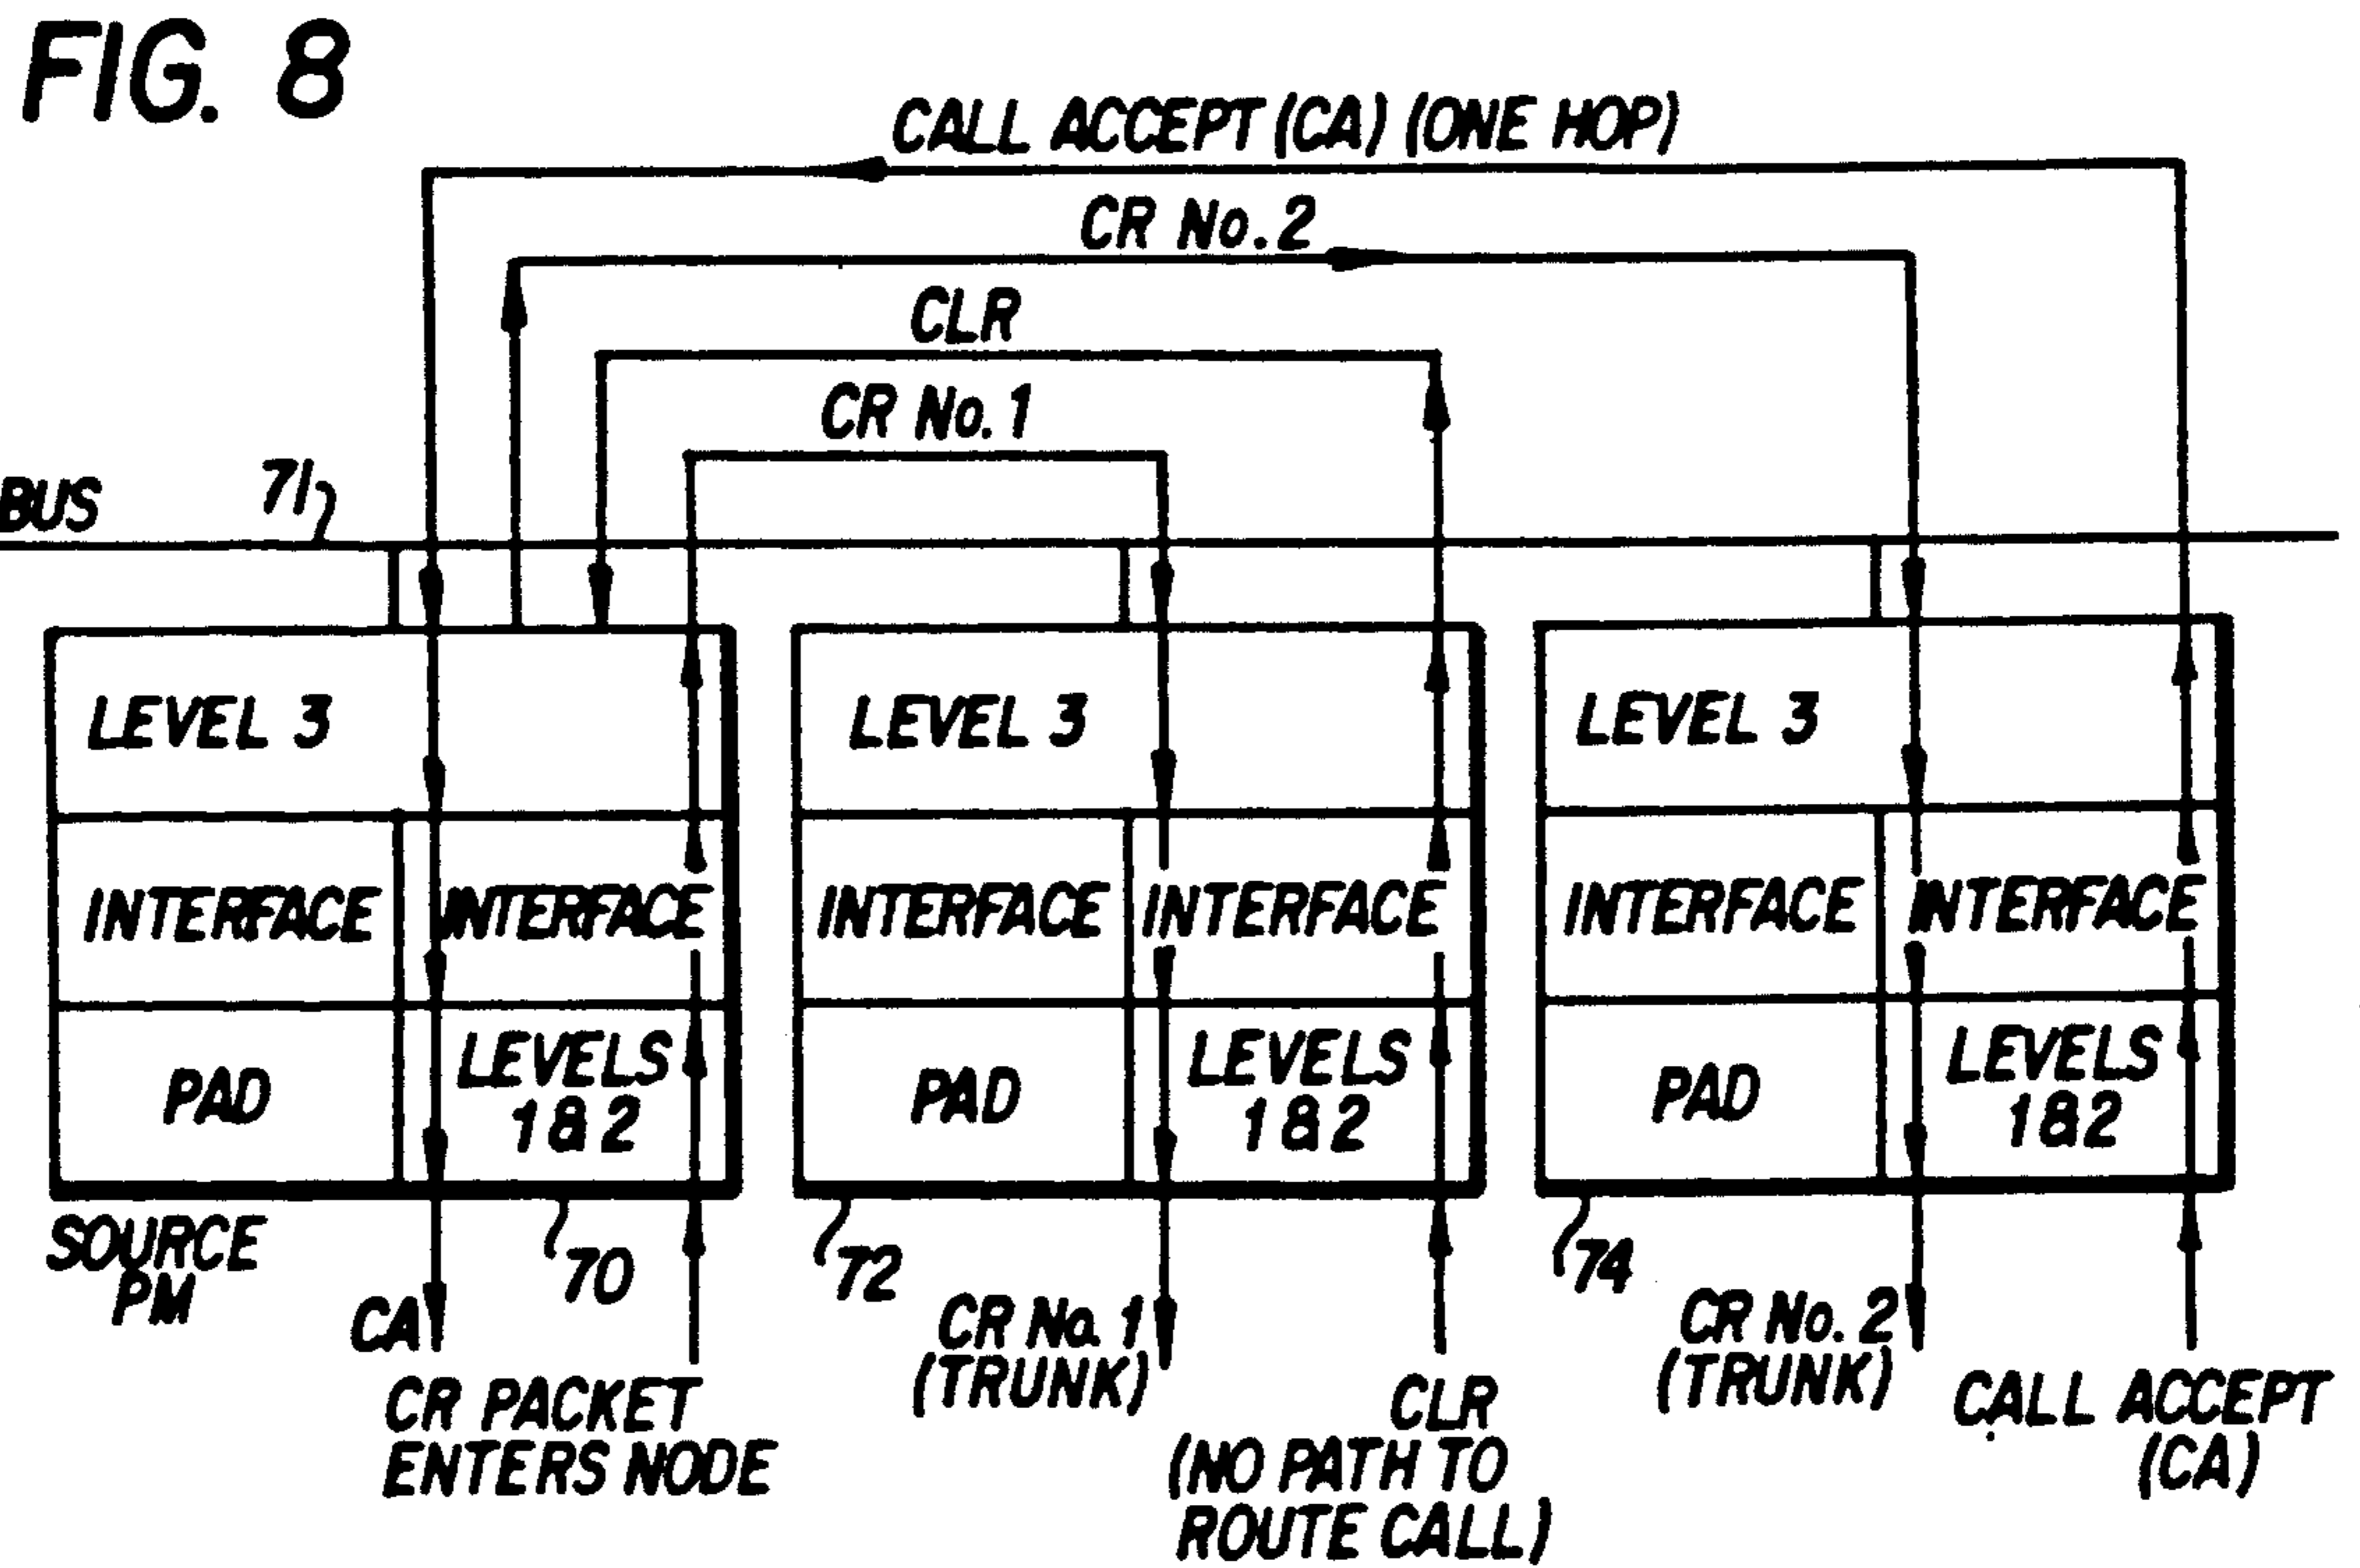 FIG. 8
CALL ACCEPT (CA) (ONE HOP)
CR No. 2
CLR
CR No. 1
BUS
71
LEVEL 3
LEVEL 3
LEVEL 3
INTERFACE
INTERFACE
INTERFACE
INTERFACE
INTERFACE
INTERFACE
PAD
LEVELS
1 & 2
PAD
LEVELS
1 & 2
PAD
LEVELS
1 & 2
SOURCE
PM
CA
70
CR PACKET
ENTERS NODE
72
CR No. 1
(TRUNK)
CLR
(NO PATH TO
ROUTE CALL)
74
CR No. 2
(TRUNK)
CALL ACCEPT
(CA)